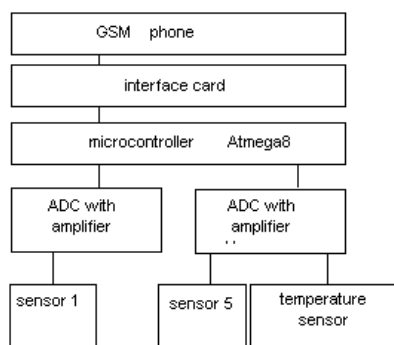 GSM phone
interface card
microcontroller Atmega8
ADC with
amplifier
ADC with
amplifier
sensor 1
sensor 5
temperature
sensor